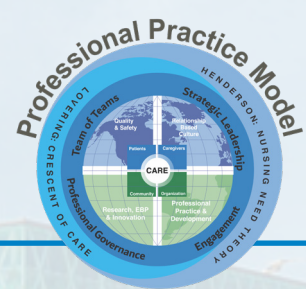 Professional Practice Model
LOVERING: CRESCENT OF CARE
HENDERSON: NURSING NEED THEORY
Team of Teams
Strategic Leadership
Professional Governance
Engagement
Quality
& Safety
Relationship
Based
Culture
Patients
Caregivers
CARE
Community
Organization
Research, EBP
& Innovation
Professional
Practice &
Development